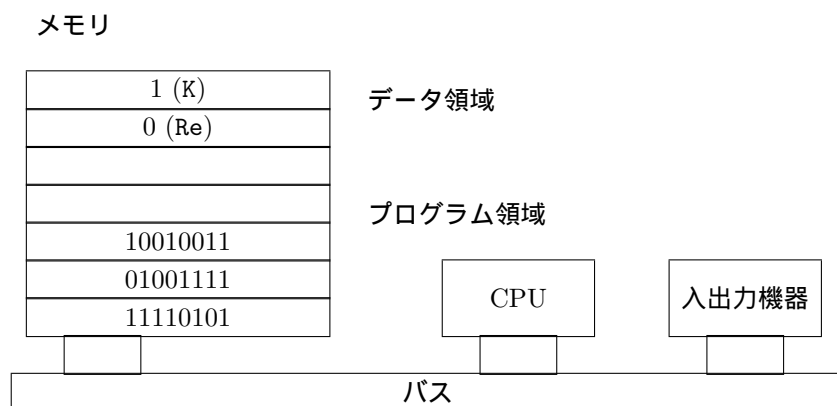 メモリ
1 (K)
データ領域
0 (Re)
プログラム領域
10010011
01001111
11110101
CPU
入出力機器
バス